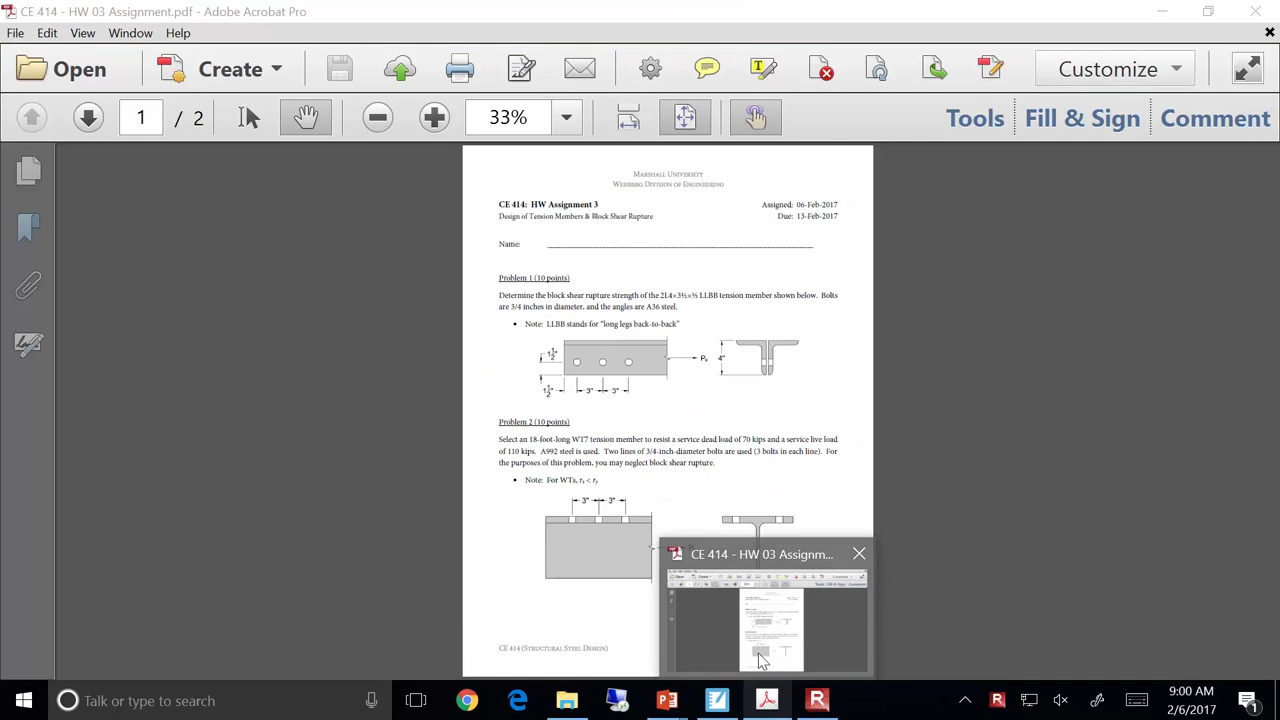 CE 414 - HW 03 Assignment.pdf - Adobe Acrobat Pro
File Edit View Window Help
Open Create Customize
1 / 2 33% Tools Fill & Sign Comment
MARSHALL UNIVERSITY
WEISBERG DIVISION OF ENGINEERING
CE 414: HW Assignment 3 Assigned: 06-Feb-2017
Design of Tension Members & Block Shear Rupture Due: 13-Feb-2017
Name:
Problem 1 (10 points)
Determine the block shear rupture strength of the 2L4×3½×½ LLBB tension member shown below. Bolts
are 3/4 inches in diameter, and the angles are A36 steel.
• Note: LLBB stands for "long legs back-to-back"
1½" Pu 4"
1½" 3" 3"
Problem 2 (10 points)
Select an 18-foot-long WT7 tension member to resist a service dead load of 70 kips and a service live load
of 110 kips. A992 steel is used. Two lines of 3/4-inch-diameter bolts are used (3 bolts in each line). For
the purposes of this problem, you may neglect block shear rupture.
• Note: For WTs, rx < ry
3" 3"
CE 414 - HW 03 Assignm...
CE 414 (STRUCTURAL STEEL DESIGN)
Talk or type to search
9:00 AM
2/6/2017
1